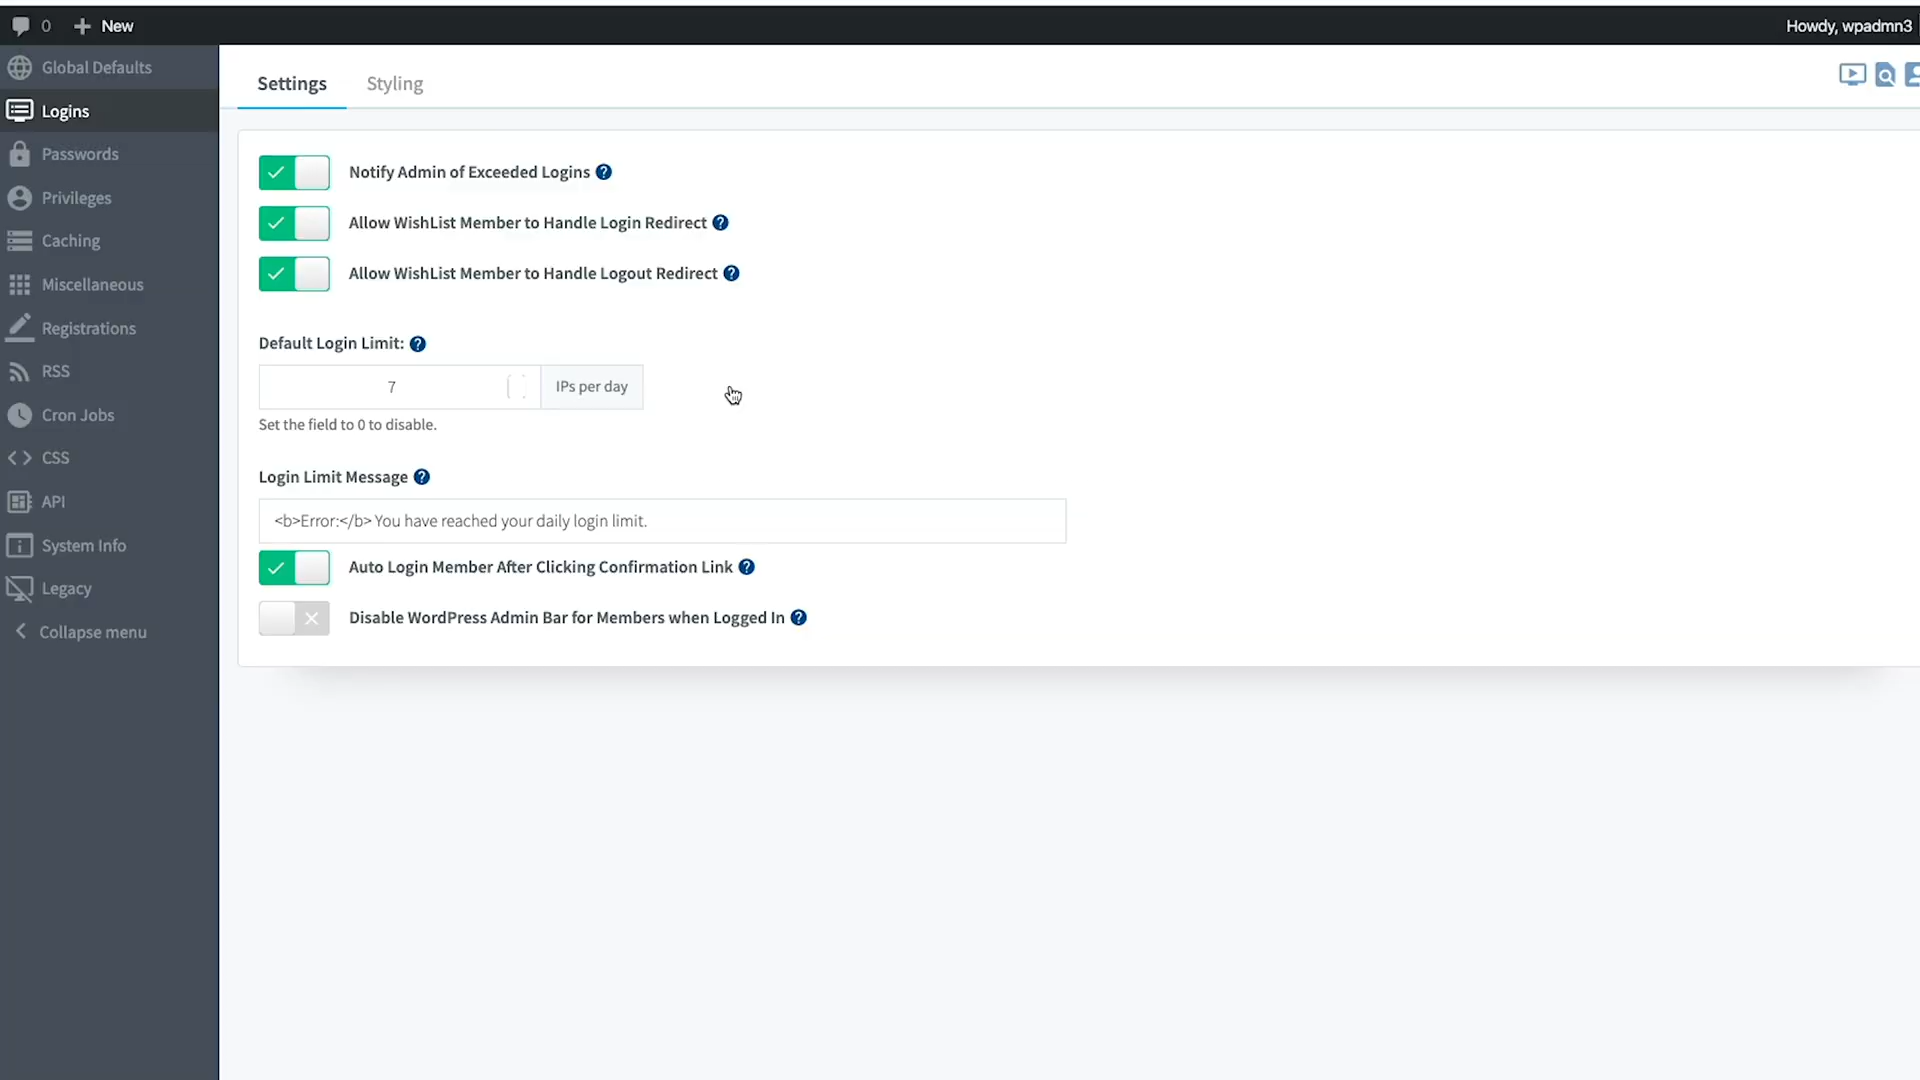 0 New
Howdy, wpadmn3
Global Defaults
Logins
Passwords
Privileges
Caching
Miscellaneous
Registrations
RSS
Cron Jobs
CSS
API
System Info
Legacy
Collapse menu
Settings Styling
Notify Admin of Exceeded Logins
Allow WishList Member to Handle Login Redirect
Allow WishList Member to Handle Logout Redirect
Default Login Limit:
7 IPs per day
Set the field to 0 to disable.
Login Limit Message
<b>Error:</b> You have reached your daily login limit.
Auto Login Member After Clicking Confirmation Link
Disable WordPress Admin Bar for Members when Logged In